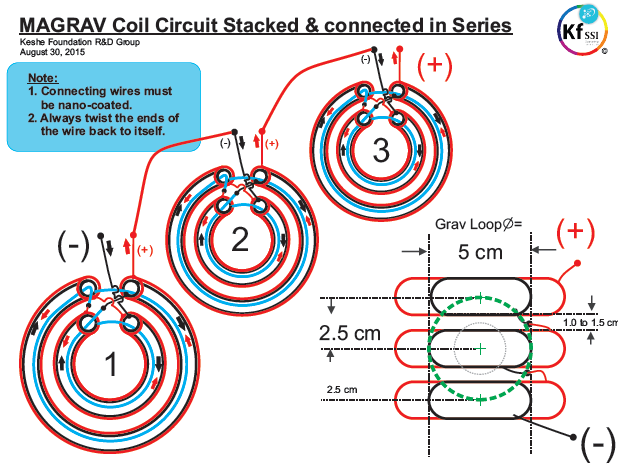 MAGRAV Coil Circuit Stacked & connected in Series
Keshe Foundation R&D Group
August 30, 2015
Kf SSI
©
Note:
1. Connecting wires must
be nano-coated.
2. Always twist the ends of
the wire back to itself.
(-)
(+)
3
(-)
(+)
2
(-)
(+)
1
Grav Loop Ø=
5 cm
(+)
2.5 cm
1.0 to 1.5 cm
2.5 cm
(-)